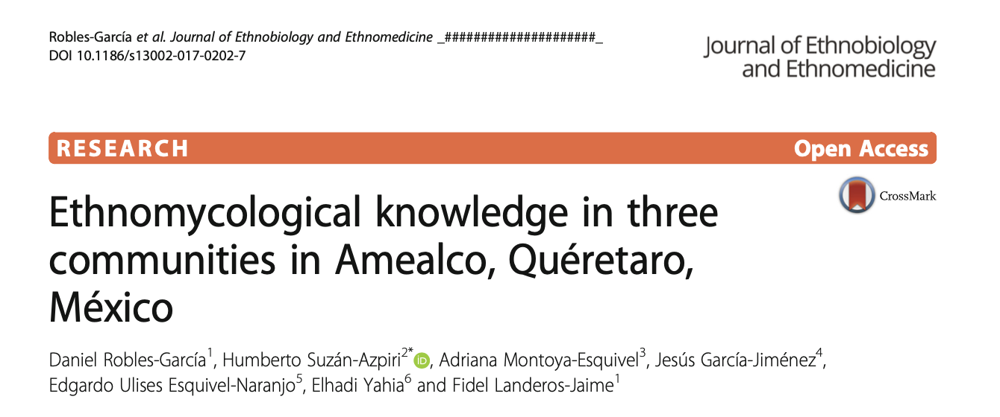 Robles-García et al. Journal of Ethnobiology and Ethnomedicine _#####################_
DOI 10.1186/s13002-017-0202-7
Journal of Ethnobiology
and Ethnomedicine
RESEARCH Open Access
CrossMark
Ethnomycological knowledge in three
communities in Amealco, Quéretaro,
México
Daniel Robles-García1, Humberto Suzán-Azpiri2* iD, Adriana Montoya-Esquivel3, Jesús García-Jiménez4,
Edgardo Ulises Esquivel-Naranjo5, Elhadi Yahia6 and Fidel Landeros-Jaime1